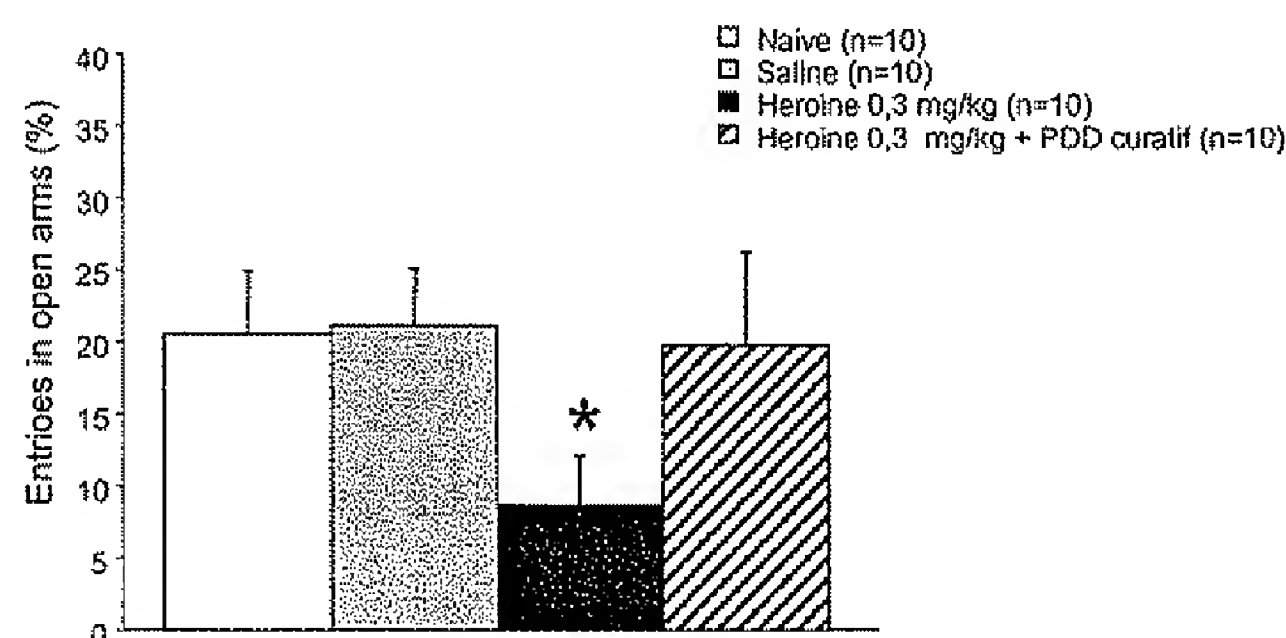 Naive (n=10)
Saline (n=10)
Heroine 0,3 mg/kg (n=10)
Heroine 0,3 mg/kg + PDD curatif (n=10)
Entrioes in open arms (%)
40
35
30
25
20
15
10
5
0
*